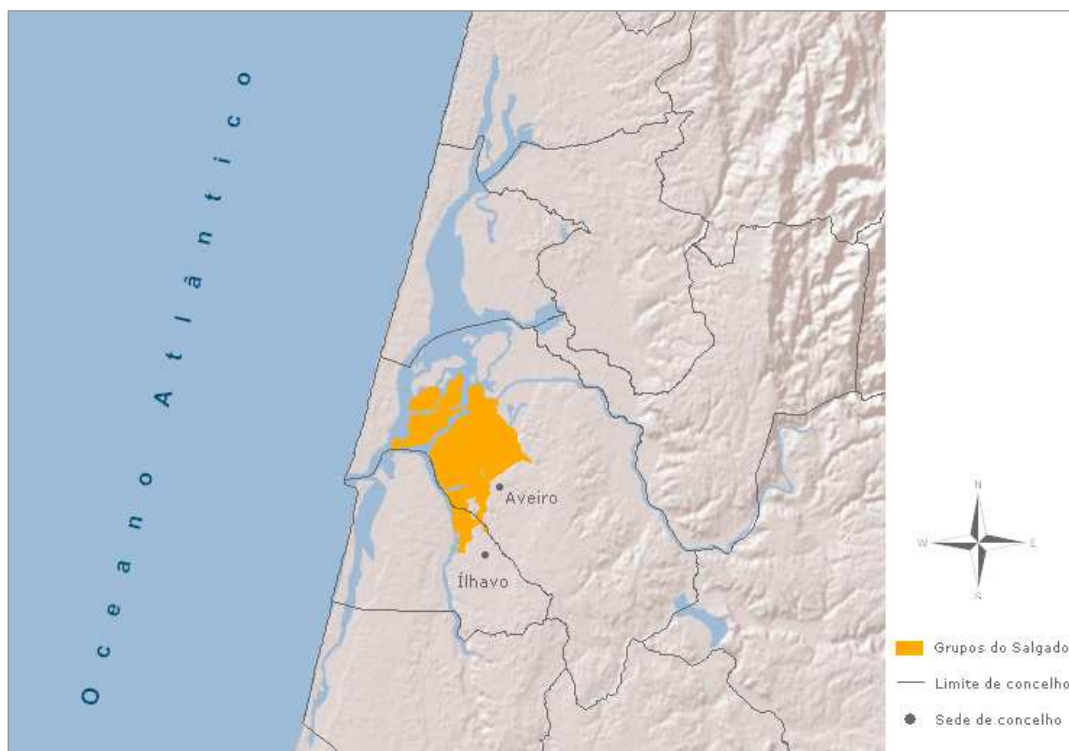 Oceano Atlântico
Aveiro
Ílhavo
N
W
E
S
Grupos do Salgado
Limite de concelho
Sede de concelho